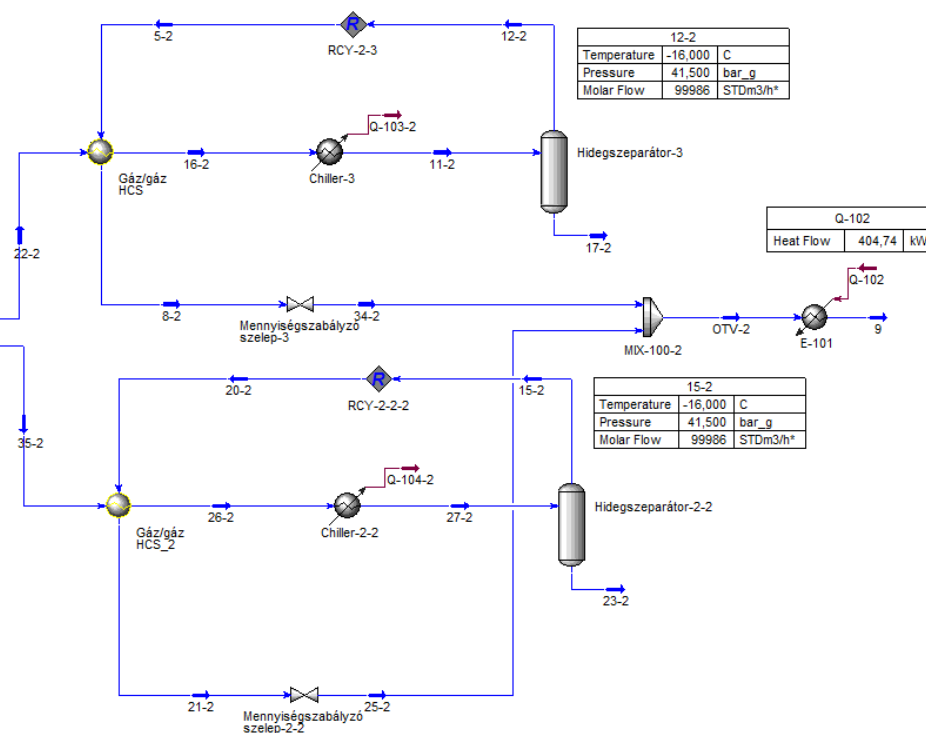 5-2
R
RCY-2-3
12-2
12-2
Temperature -16,000 C
Pressure 41,500 bar_g
Molar Flow 99986 STDm3/h*
Q-103-2
16-2
Chiller-3
11-2
Hidegszeparátor-3
Gáz/gáz
HCS
17-2
22-2
Q-102
Heat Flow 404,74 kW
Q-102
8-2
34-2
Mennyiségszabályzó
szelep-3
MIX-100-2
OTV-2
E-101
9
20-2
R
RCY-2-2-2
15-2
15-2
Temperature -16,000 C
Pressure 41,500 bar_g
Molar Flow 99986 STDm3/h*
35-2
Q-104-2
26-2
Chiller-2-2
27-2
Hidegszeparátor-2-2
Gáz/gáz
HCS_2
23-2
21-2
25-2
Mennyiségszabályzó
szelep-2-2